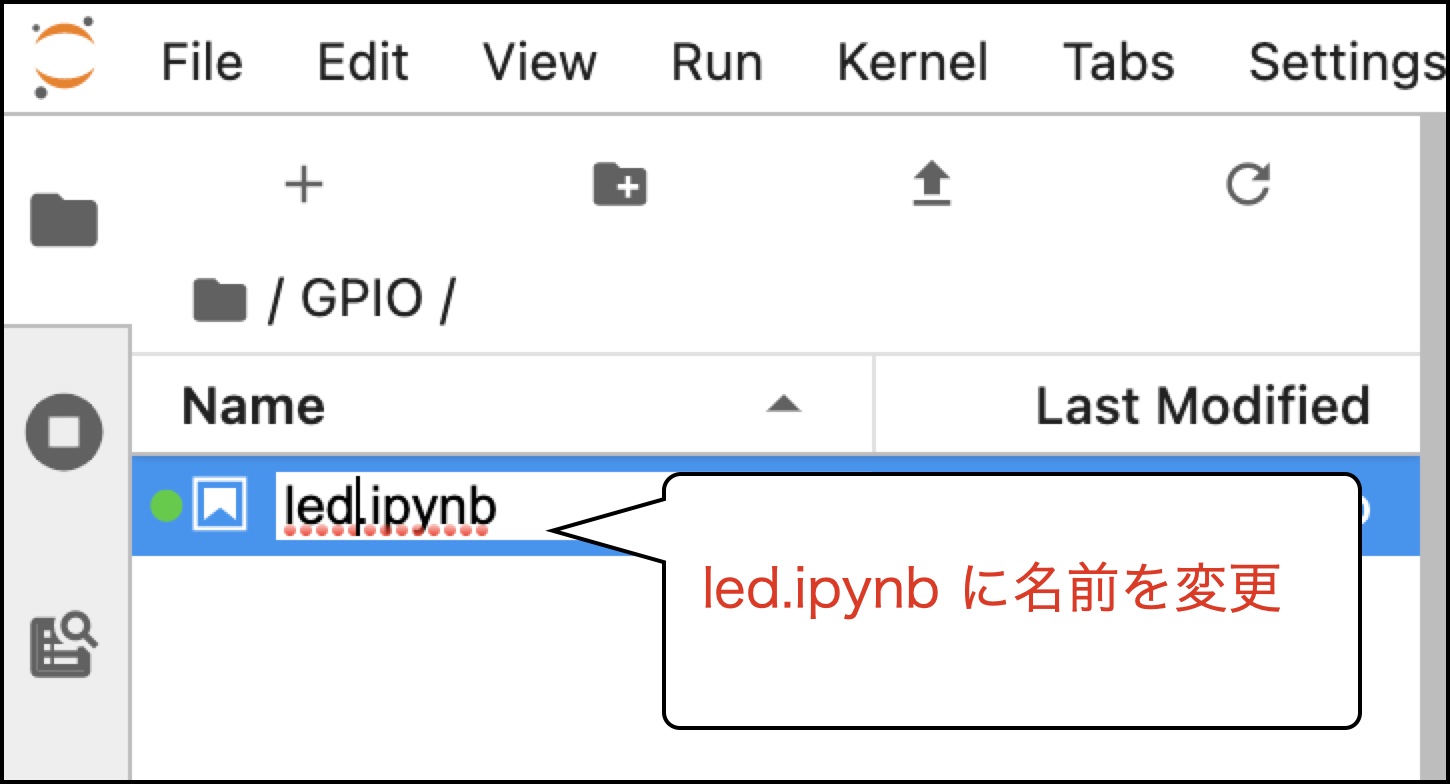 File Edit View Run Kernel Tabs Settings
/ GPIO /
Name Last Modified
led.ipynb
led.ipynb に名前を変更